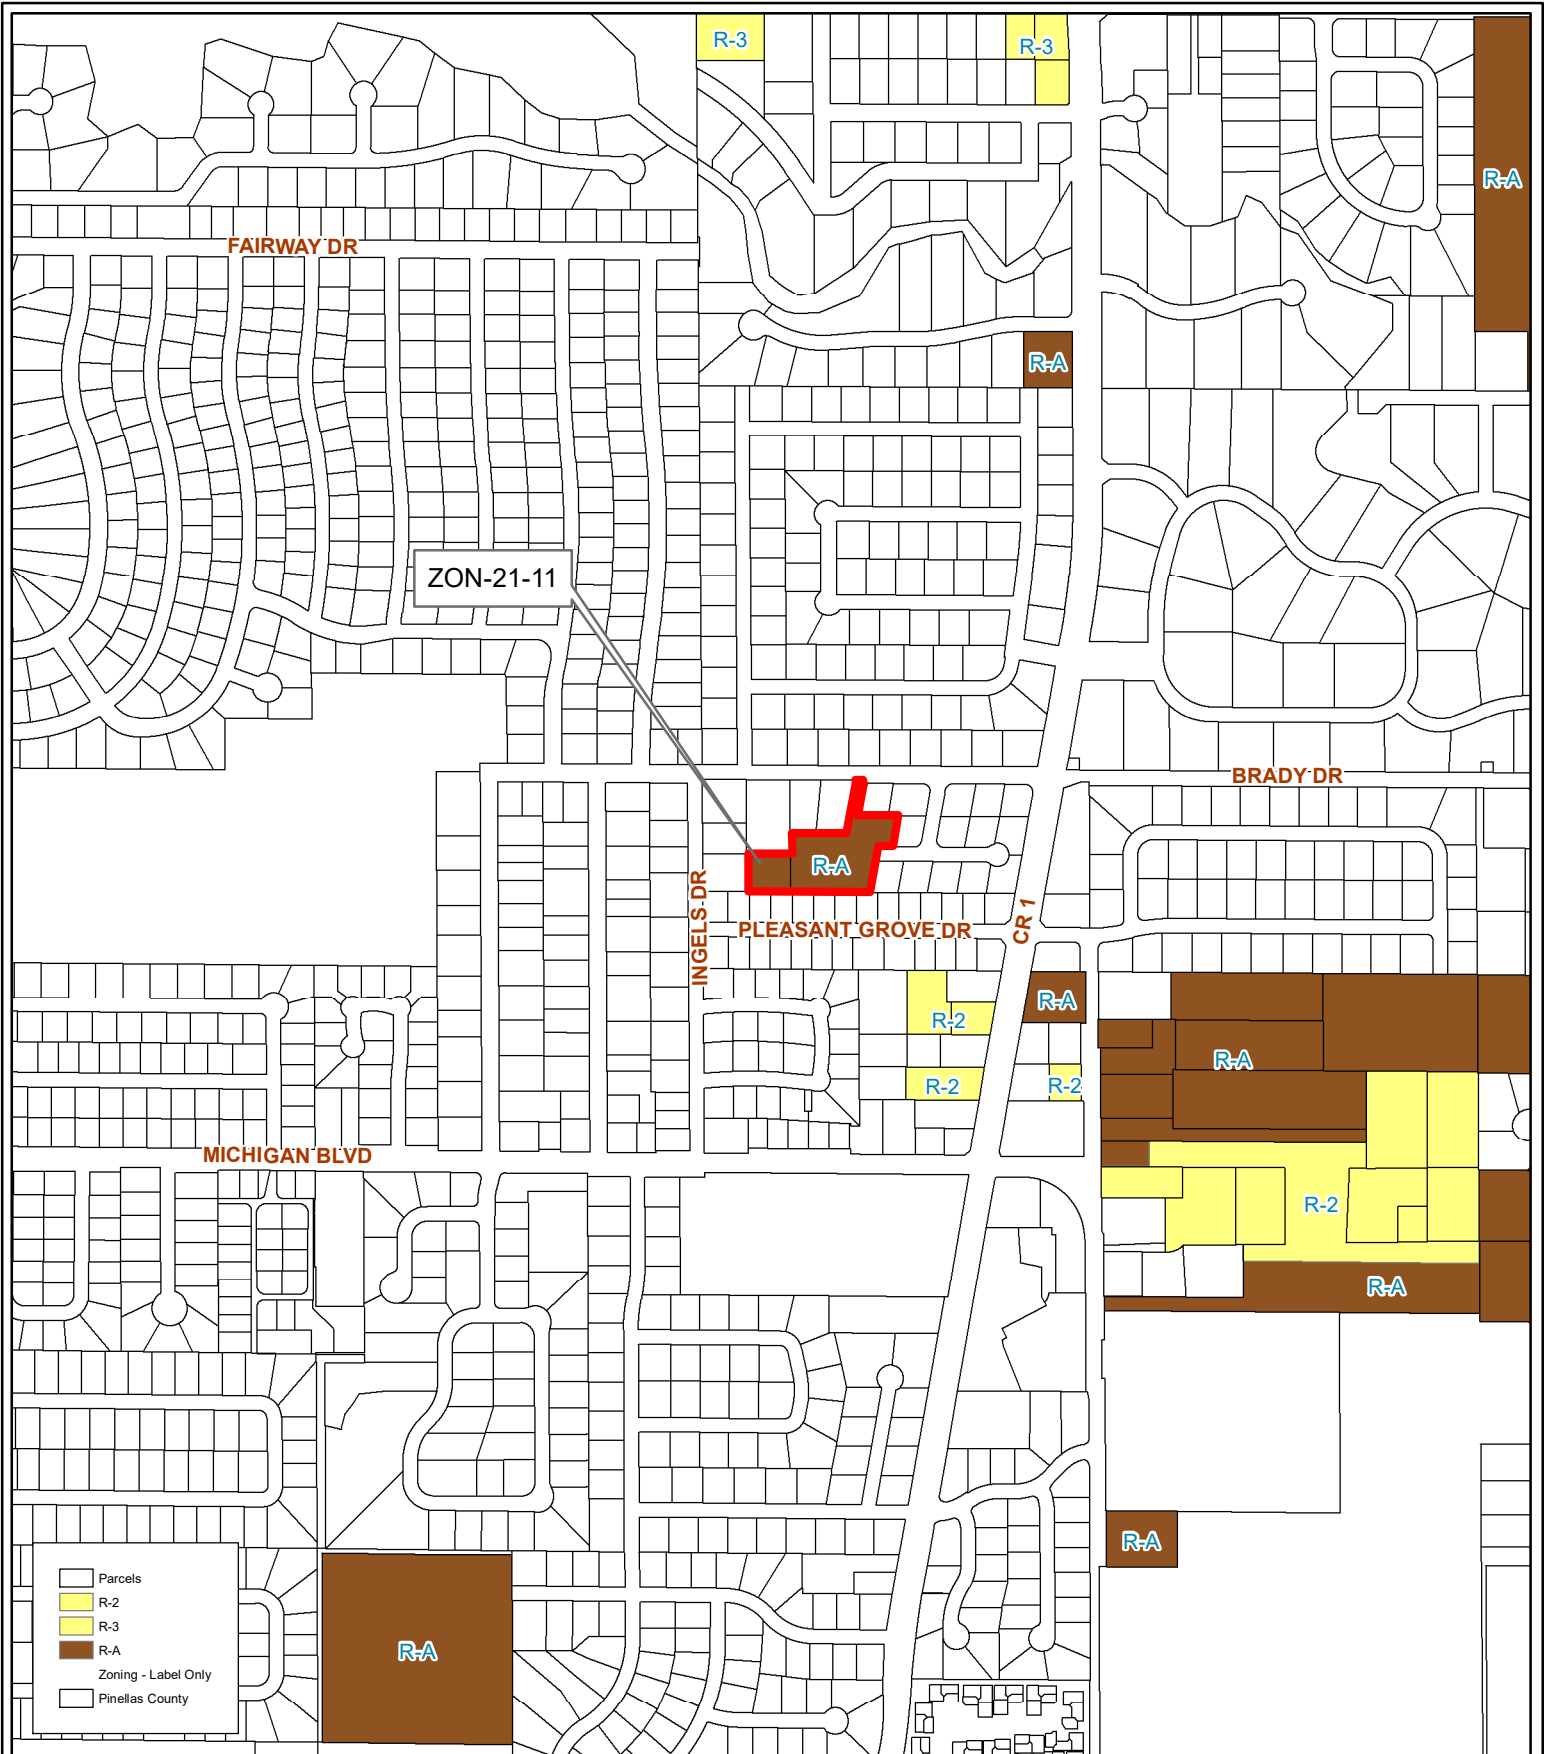 R-3
R-3
R-A
FAIRWAY DR
R-A
ZON-21-11
BRADY DR
R-A
INGELS DR
CR 1
PLEASANT GROVE DR
R-A
R-2
R-A
R-2
R-2
MICHIGAN BLVD
R-2
R-A
R-A
R-A
Parcels
R-2
R-3
R-A
Zoning - Label Only
Pinellas County